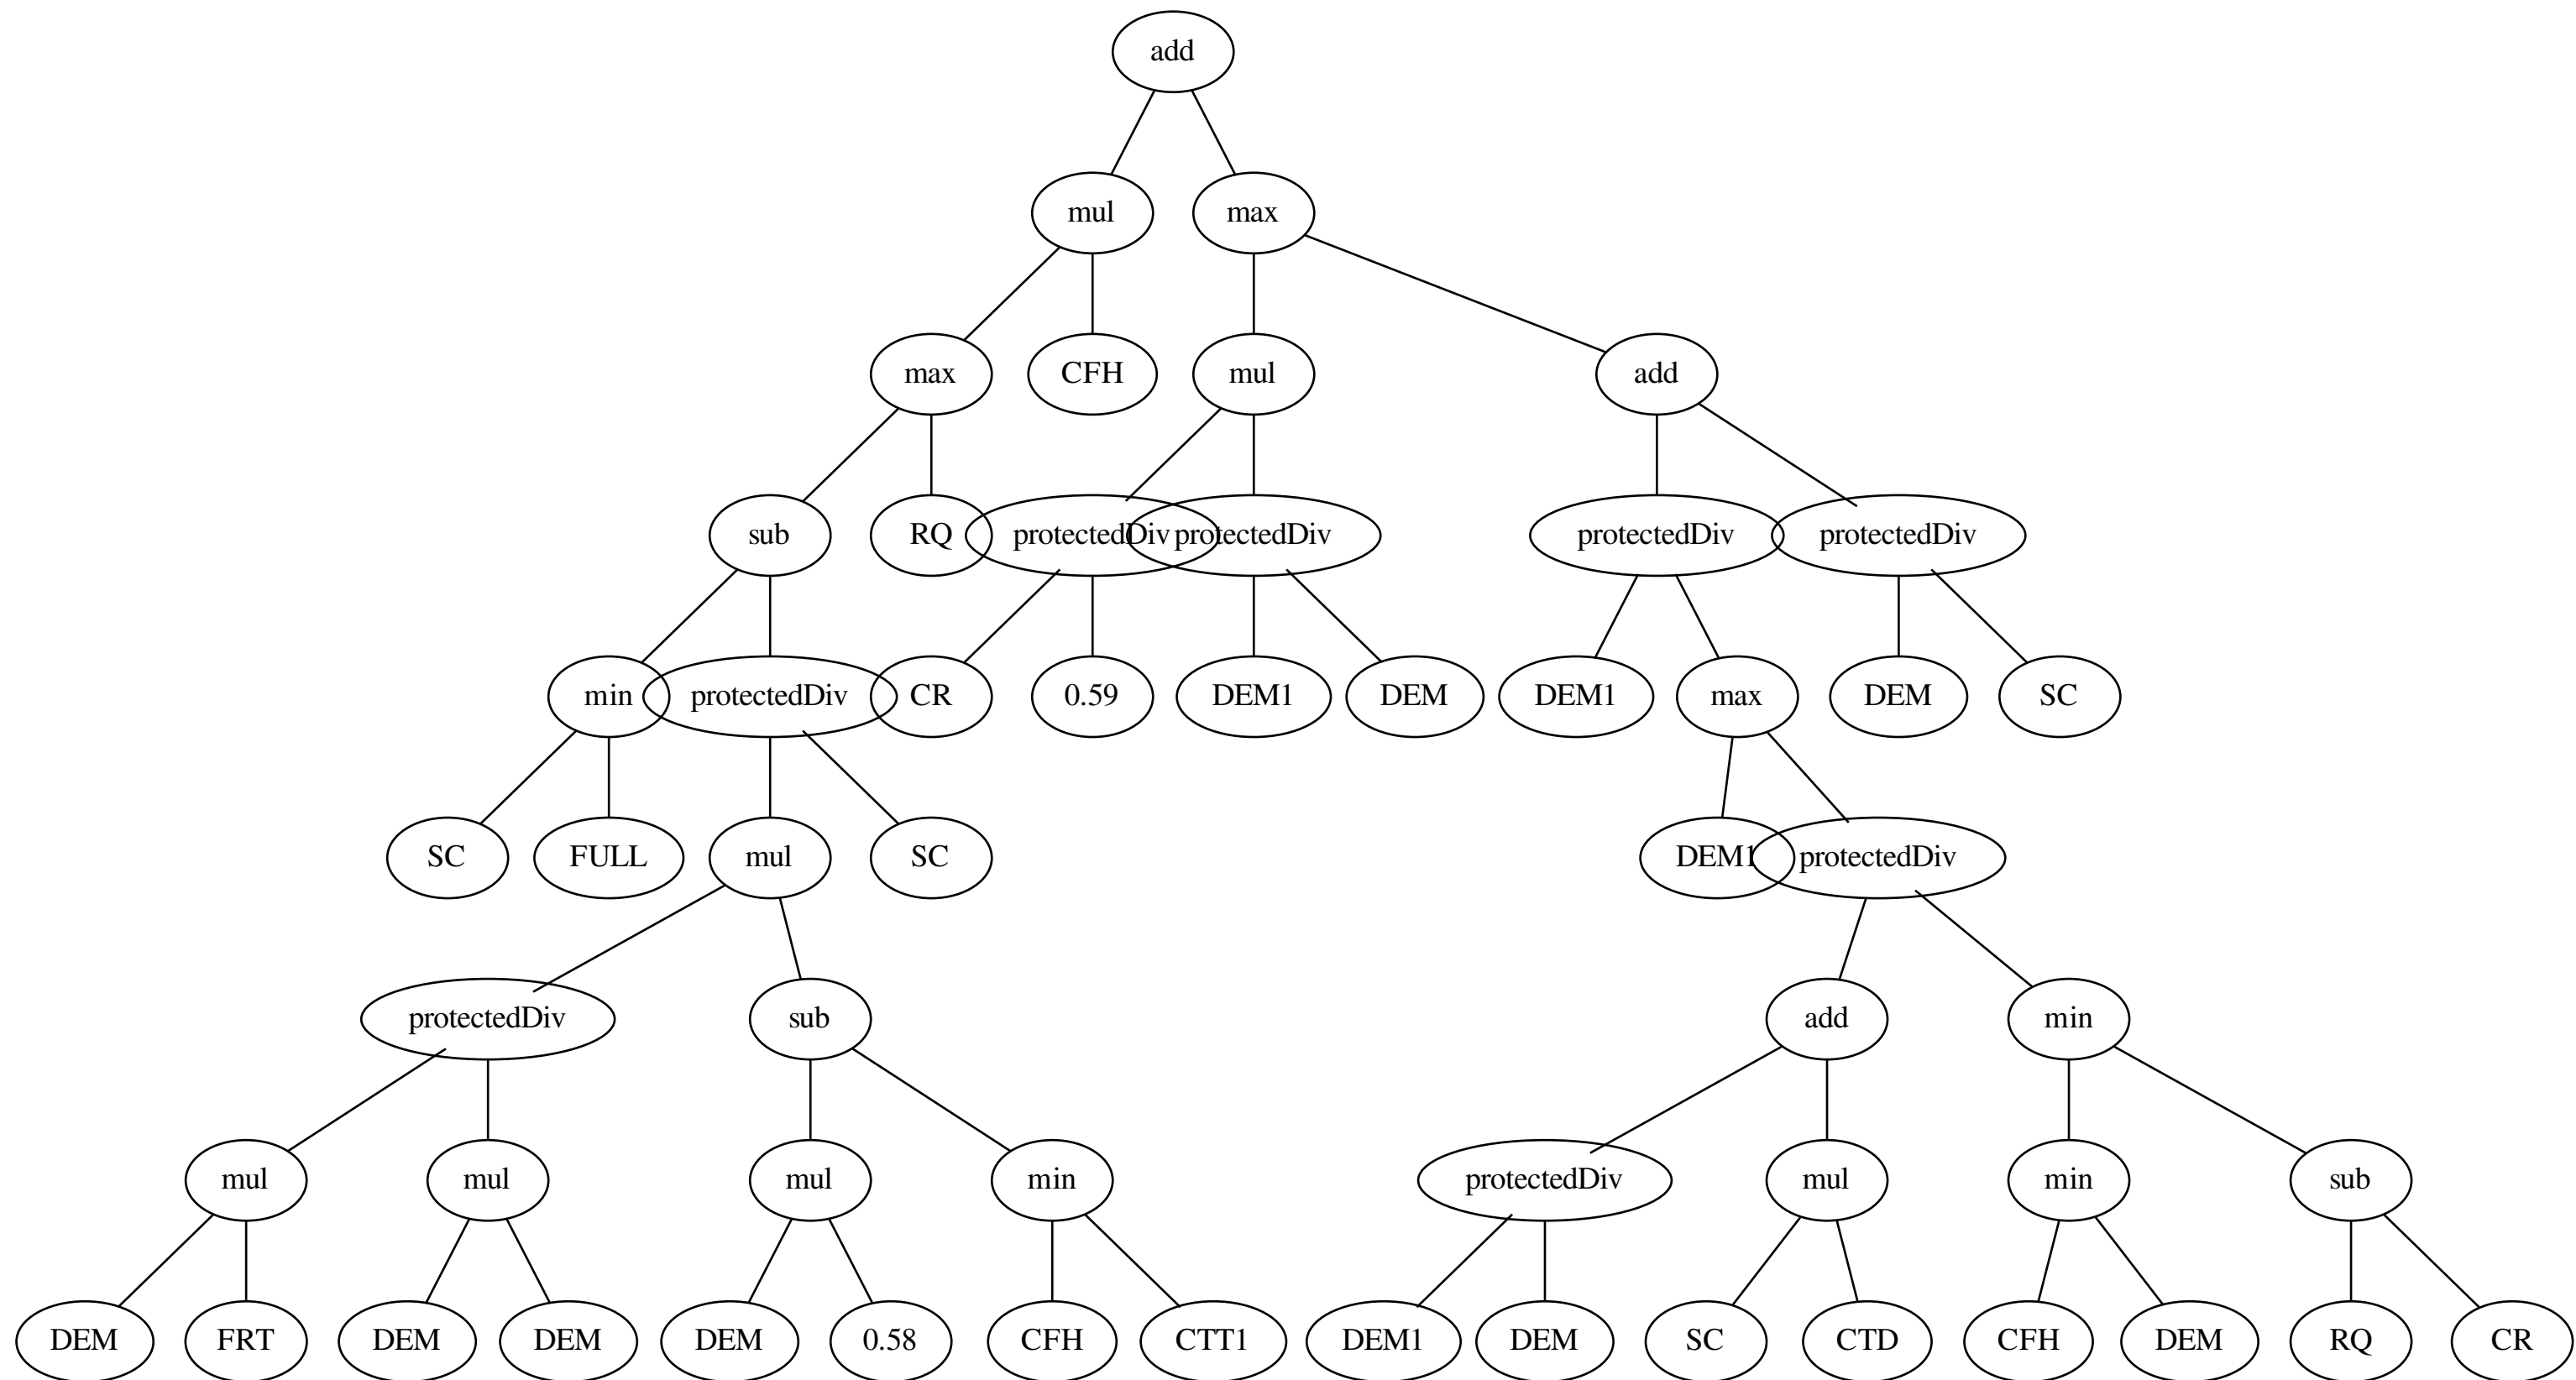 add
mul max
max CFH mul add
sub RQ protectedDiv protectedDiv protectedDiv protectedDiv
min protectedDiv CR 0.59 DEM1 DEM DEM1 max DEM SC
SC FULL mul SC DEM1 protectedDiv
protectedDiv sub add min
mul mul mul min protectedDiv mul min sub
DEM FRT DEM DEM DEM 0.58 CFH CTT1 DEM1 DEM SC CTD CFH DEM RQ CR